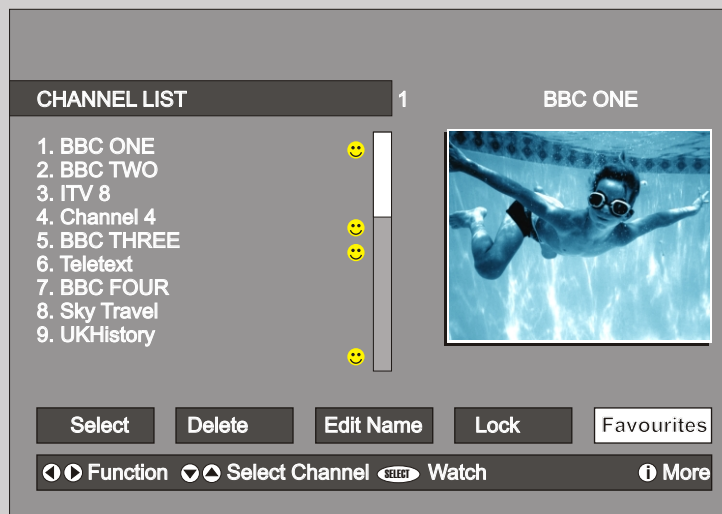 CHANNEL LIST
1
BBC ONE
1. BBC ONE
2. BBC TWO
3. ITV 8
4. Channel 4
5. BBC THREE
6. Teletext
7. BBC FOUR
8. Sky Travel
9. UKHistory
Select
Delete
Edit Name
Lock
Favourites
Function
Select Channel
SELECT
Watch
i
More